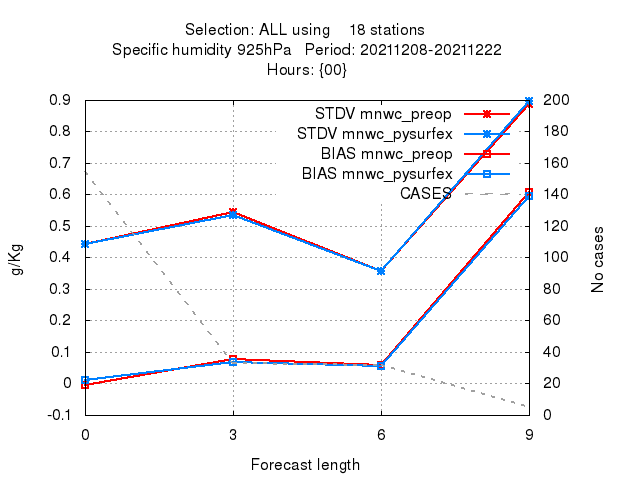 Selection: ALL using    18 stations
Specific humidity 925hPa   Period: 20211208-20211222
Hours: {00}
STDV mnwc_preop
STDV mnwc_pysurfex
BIAS mnwc_preop
BIAS mnwc_pysurfex
CASES
0.9
0.8
0.7
0.6
0.5
0.4
0.3
0.2
0.1
0
-0.1
g/Kg
200
180
160
140
120
100
80
60
40
20
0
No cases
0 3 6 9
Forecast length